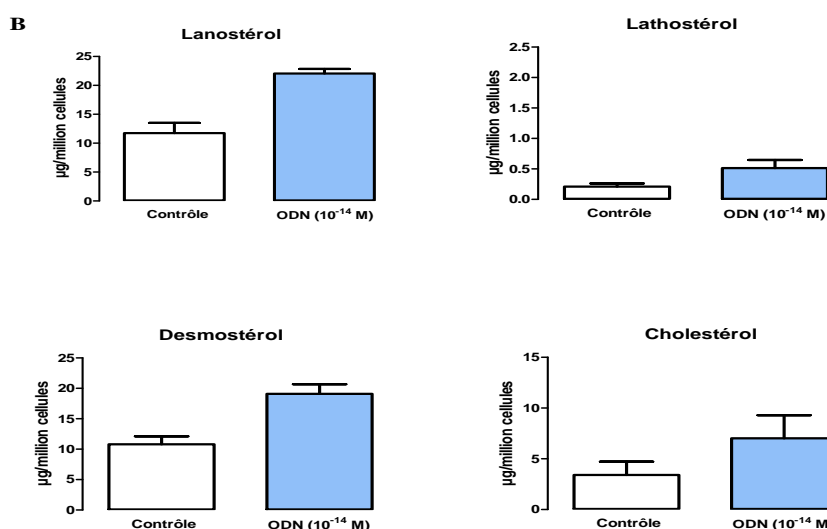 B
Lanostérol
µg/million cellules
25
20
15
10
5
0
Contrôle
ODN (10⁻¹⁴ M)
Lathostérol
µg/million cellules
2.5
2.0
1.5
1.0
0.5
0.0
Contrôle
ODN (10⁻¹⁴ M)
Desmostérol
µg/million cellules
25
20
15
10
5
0
Contrôle
ODN (10⁻¹⁴ M)
Cholestérol
µg/million cellules
15
10
5
0
Contrôle
ODN (10⁻¹⁴ M